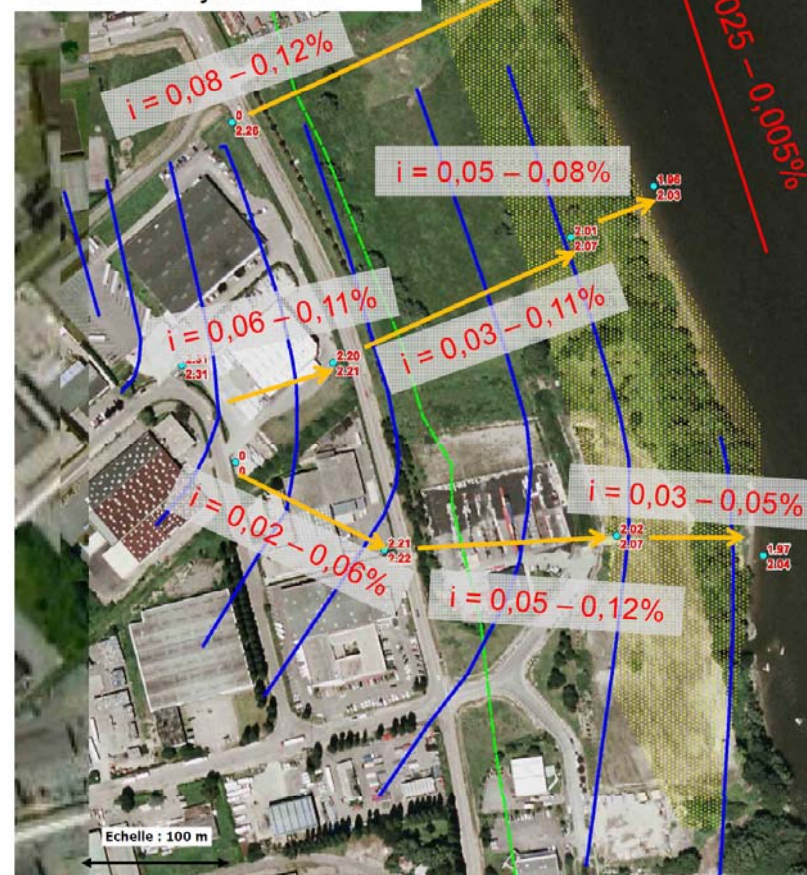 i = 0,08 – 0,12%
025 – 0,005%
0
2.26
i = 0,05 – 0,08%
1.96
2.03
2.01
2.07
i = 0,06 – 0,11%
i = 0,03 – 0,11%
2.31
2.20
2.21
0
0
i = 0,02 – 0,06%
i = 0,03 – 0,05%
2.02
2.07
2.21
2.22
1.97
2.04
i = 0,05 – 0,12%
Echelle : 100 m